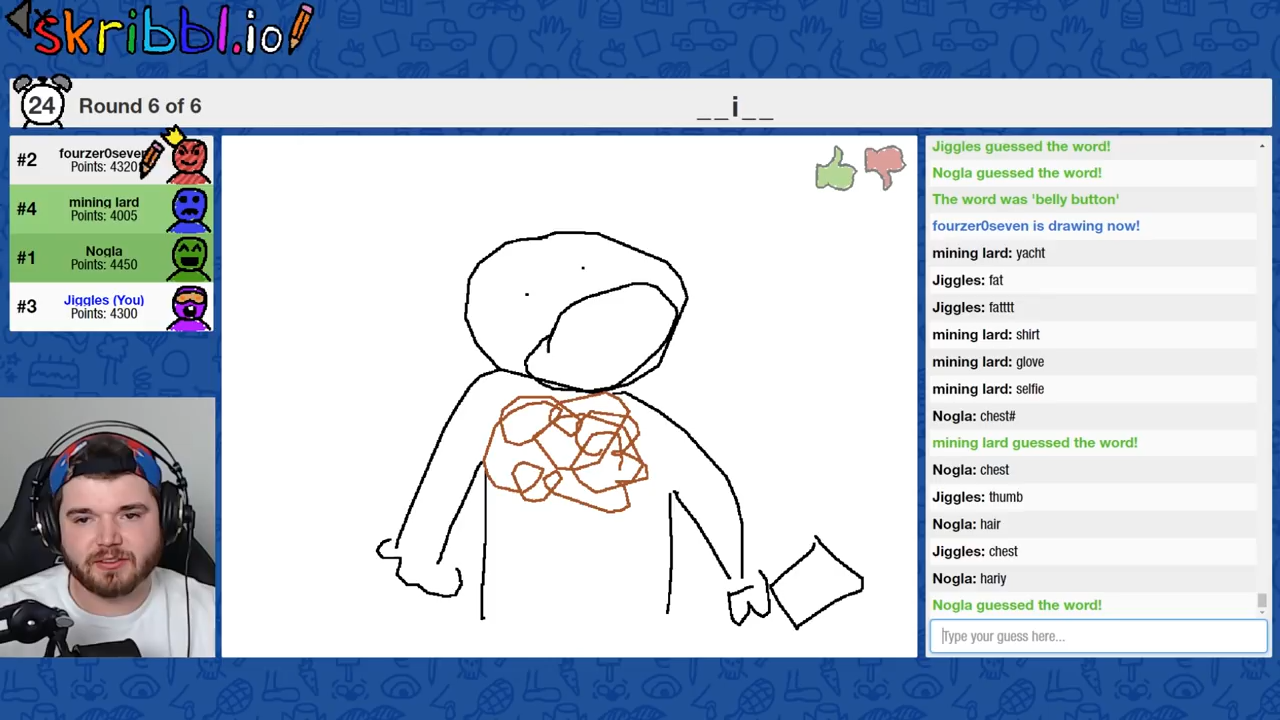 skribbl.io
24
Round 6 of 6
__i__
#2
fourzer0seven
Points: 4320
#4
mining lard
Points: 4005
#1
Nogla
Points: 4450
#3
Jiggles (You)
Points: 4300
Jiggles guessed the word!
Nogla guessed the word!
The word was 'belly button'
fourzer0seven is drawing now!
mining lard: yacht
Jiggles: fat
Jiggles: fatttt
mining lard: shirt
mining lard: glove
mining lard: selfie
Nogla: chest#
mining lard guessed the word!
Nogla: chest
Jiggles: thumb
Nogla: hair
Jiggles: chest
Nogla: hariy
Nogla guessed the word!
Type your guess here...